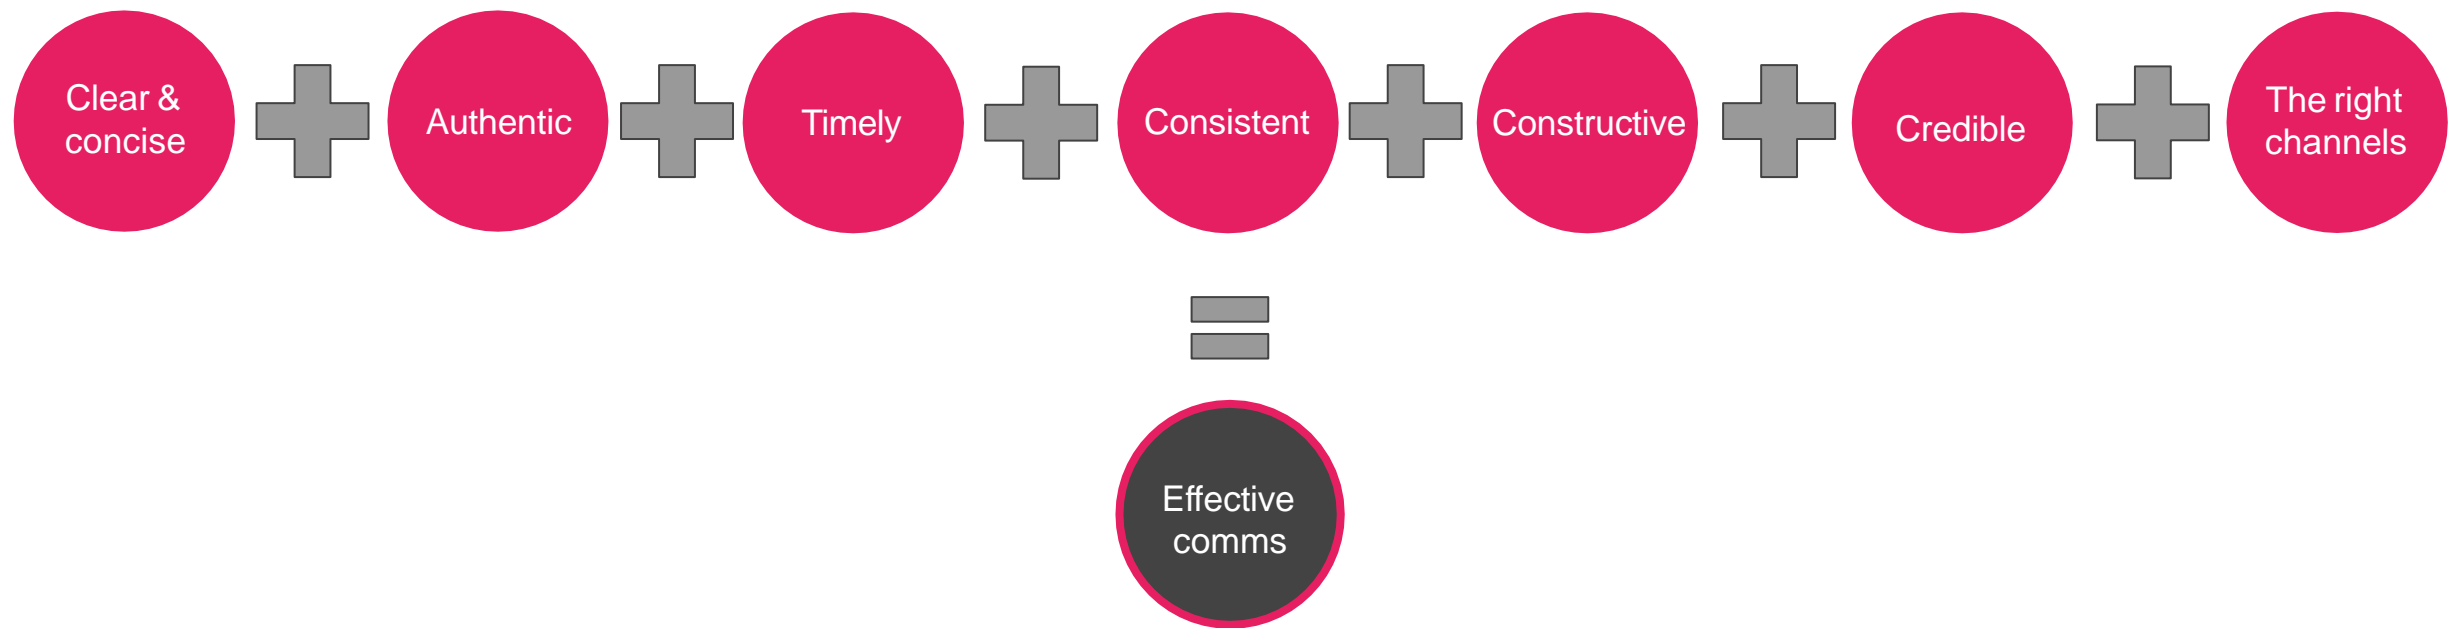 Clear &
concise
Authentic
Timely
Consistent
Constructive
Credible
The right
channels
Effective
comms